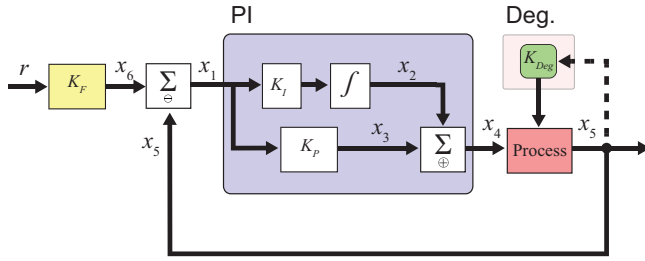 PI
Deg.
r
K_F
x_6
Σ
⊖
x_1
K_I
∫
x_2
K_Deg
x_5
K_P
x_3
Σ
⊕
x_4
Process
x_5